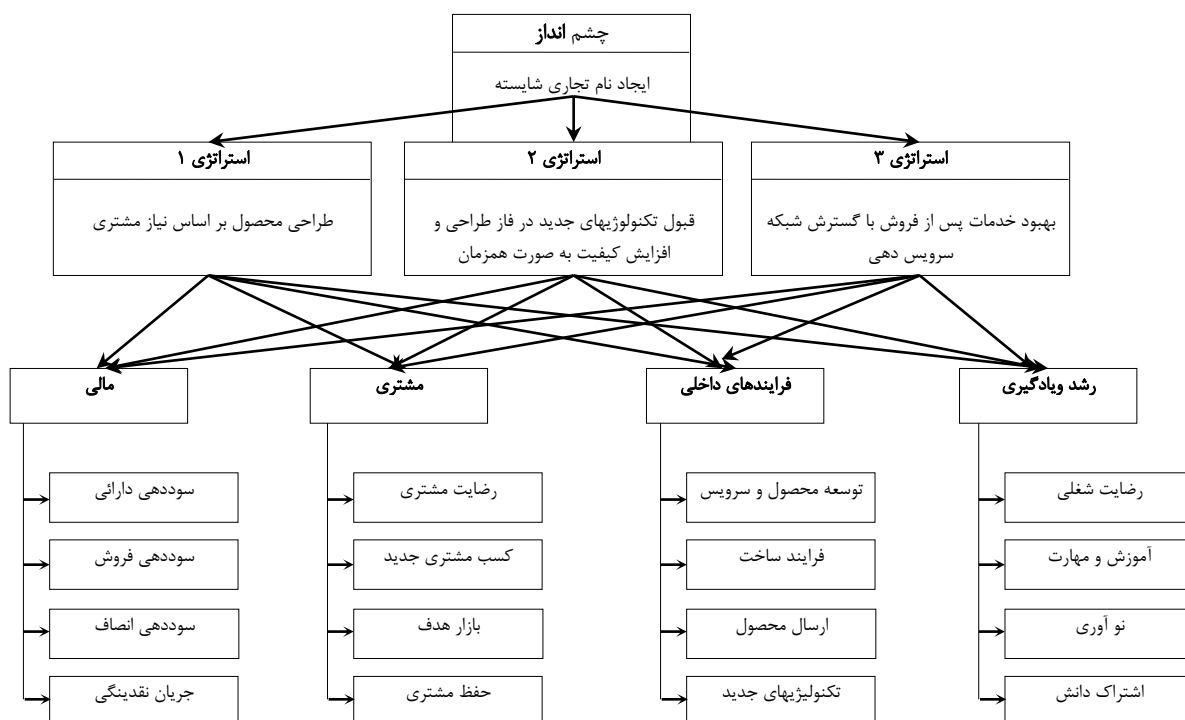 چشم انداز
ایجاد نام تجاری شایسته
استراتژی ۱
طراحی محصول بر اساس نیاز مشتری
استراتژی ۲
قبول تکنولوژیهای جدید در فاز طراحی و
افزایش کیفیت به صورت همزمان
استراتژی ۳
بهبود خدمات پس از فروش با گسترش شبکه
سرویس دهی
مالی
سوددهی دارائی
سوددهی فروش
سوددهی انصاف
جریان نقدینگی
مشتری
رضایت مشتری
کسب مشتری جدید
بازار هدف
حفظ مشتری
فرایندهای داخلی
توسعه محصول و سرویس
فرایند ساخت
ارسال محصول
تکنولیژیهای جدید
رشد ویادگیری
رضایت شغلی
آموزش و مهارت
نو آوری
اشتراک دانش